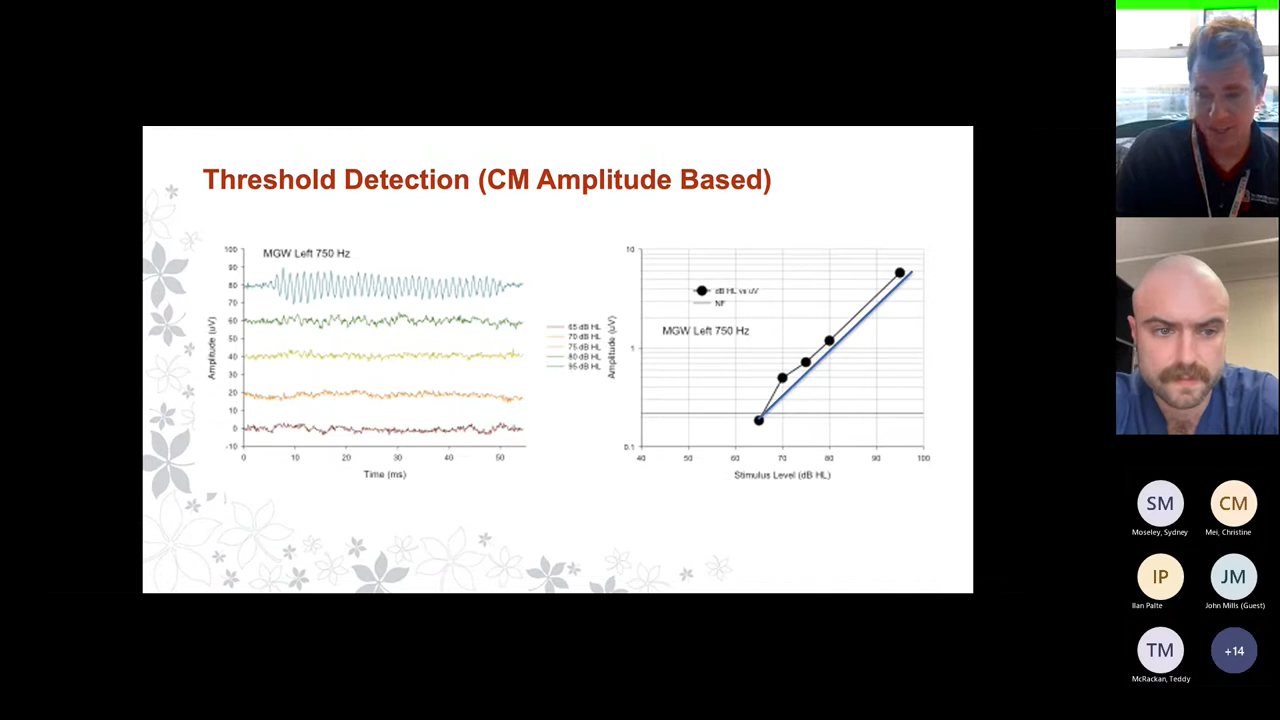 Threshold Detection (CM Amplitude Based)
MGW Left 750 Hz
100
90
80
70
60
50
40
30
20
10
0
-10
Amplitude (uV)
0
10
20
30
40
50
Time (ms)
65 dB HL
70 dB HL
75 dB HL
80 dB HL
95 dB HL
10
1
0.1
Amplitude (uV)
dB HL vs uV
NF
MGW Left 750 Hz
40
50
60
70
80
90
100
Stimulus Level (dB HL)
SM
CM
Moseley, Sydney
Mei, Christine
IP
JM
Ilan Palte
John Mills (Guest)
TM
+14
McRackan, Teddy